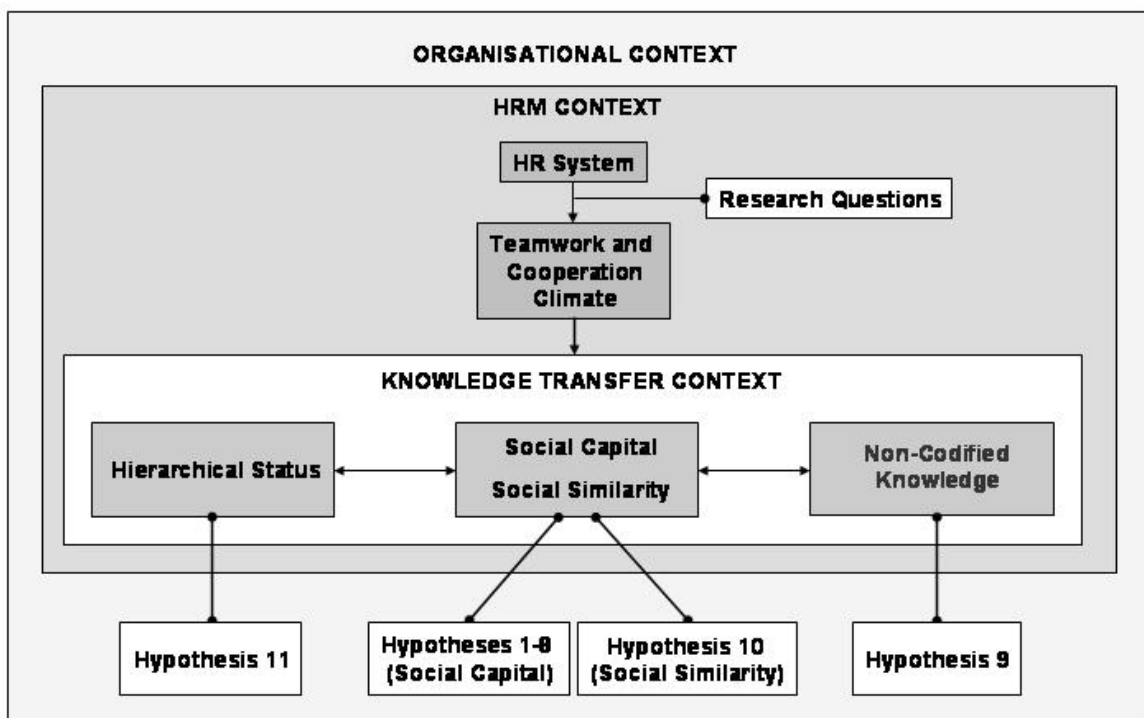 ORGANISATIONAL CONTEXT
HRM CONTEXT
HR System
Research Questions
Teamwork and
Cooperation
Climate
KNOWLEDGE TRANSFER CONTEXT
Hierarchical Status
Social Capital
Social Similarity
Non-Codified
Knowledge
Hypothesis 11
Hypotheses 1-8
(Social Capital)
Hypothesis 10
(Social Similarity)
Hypothesis 9